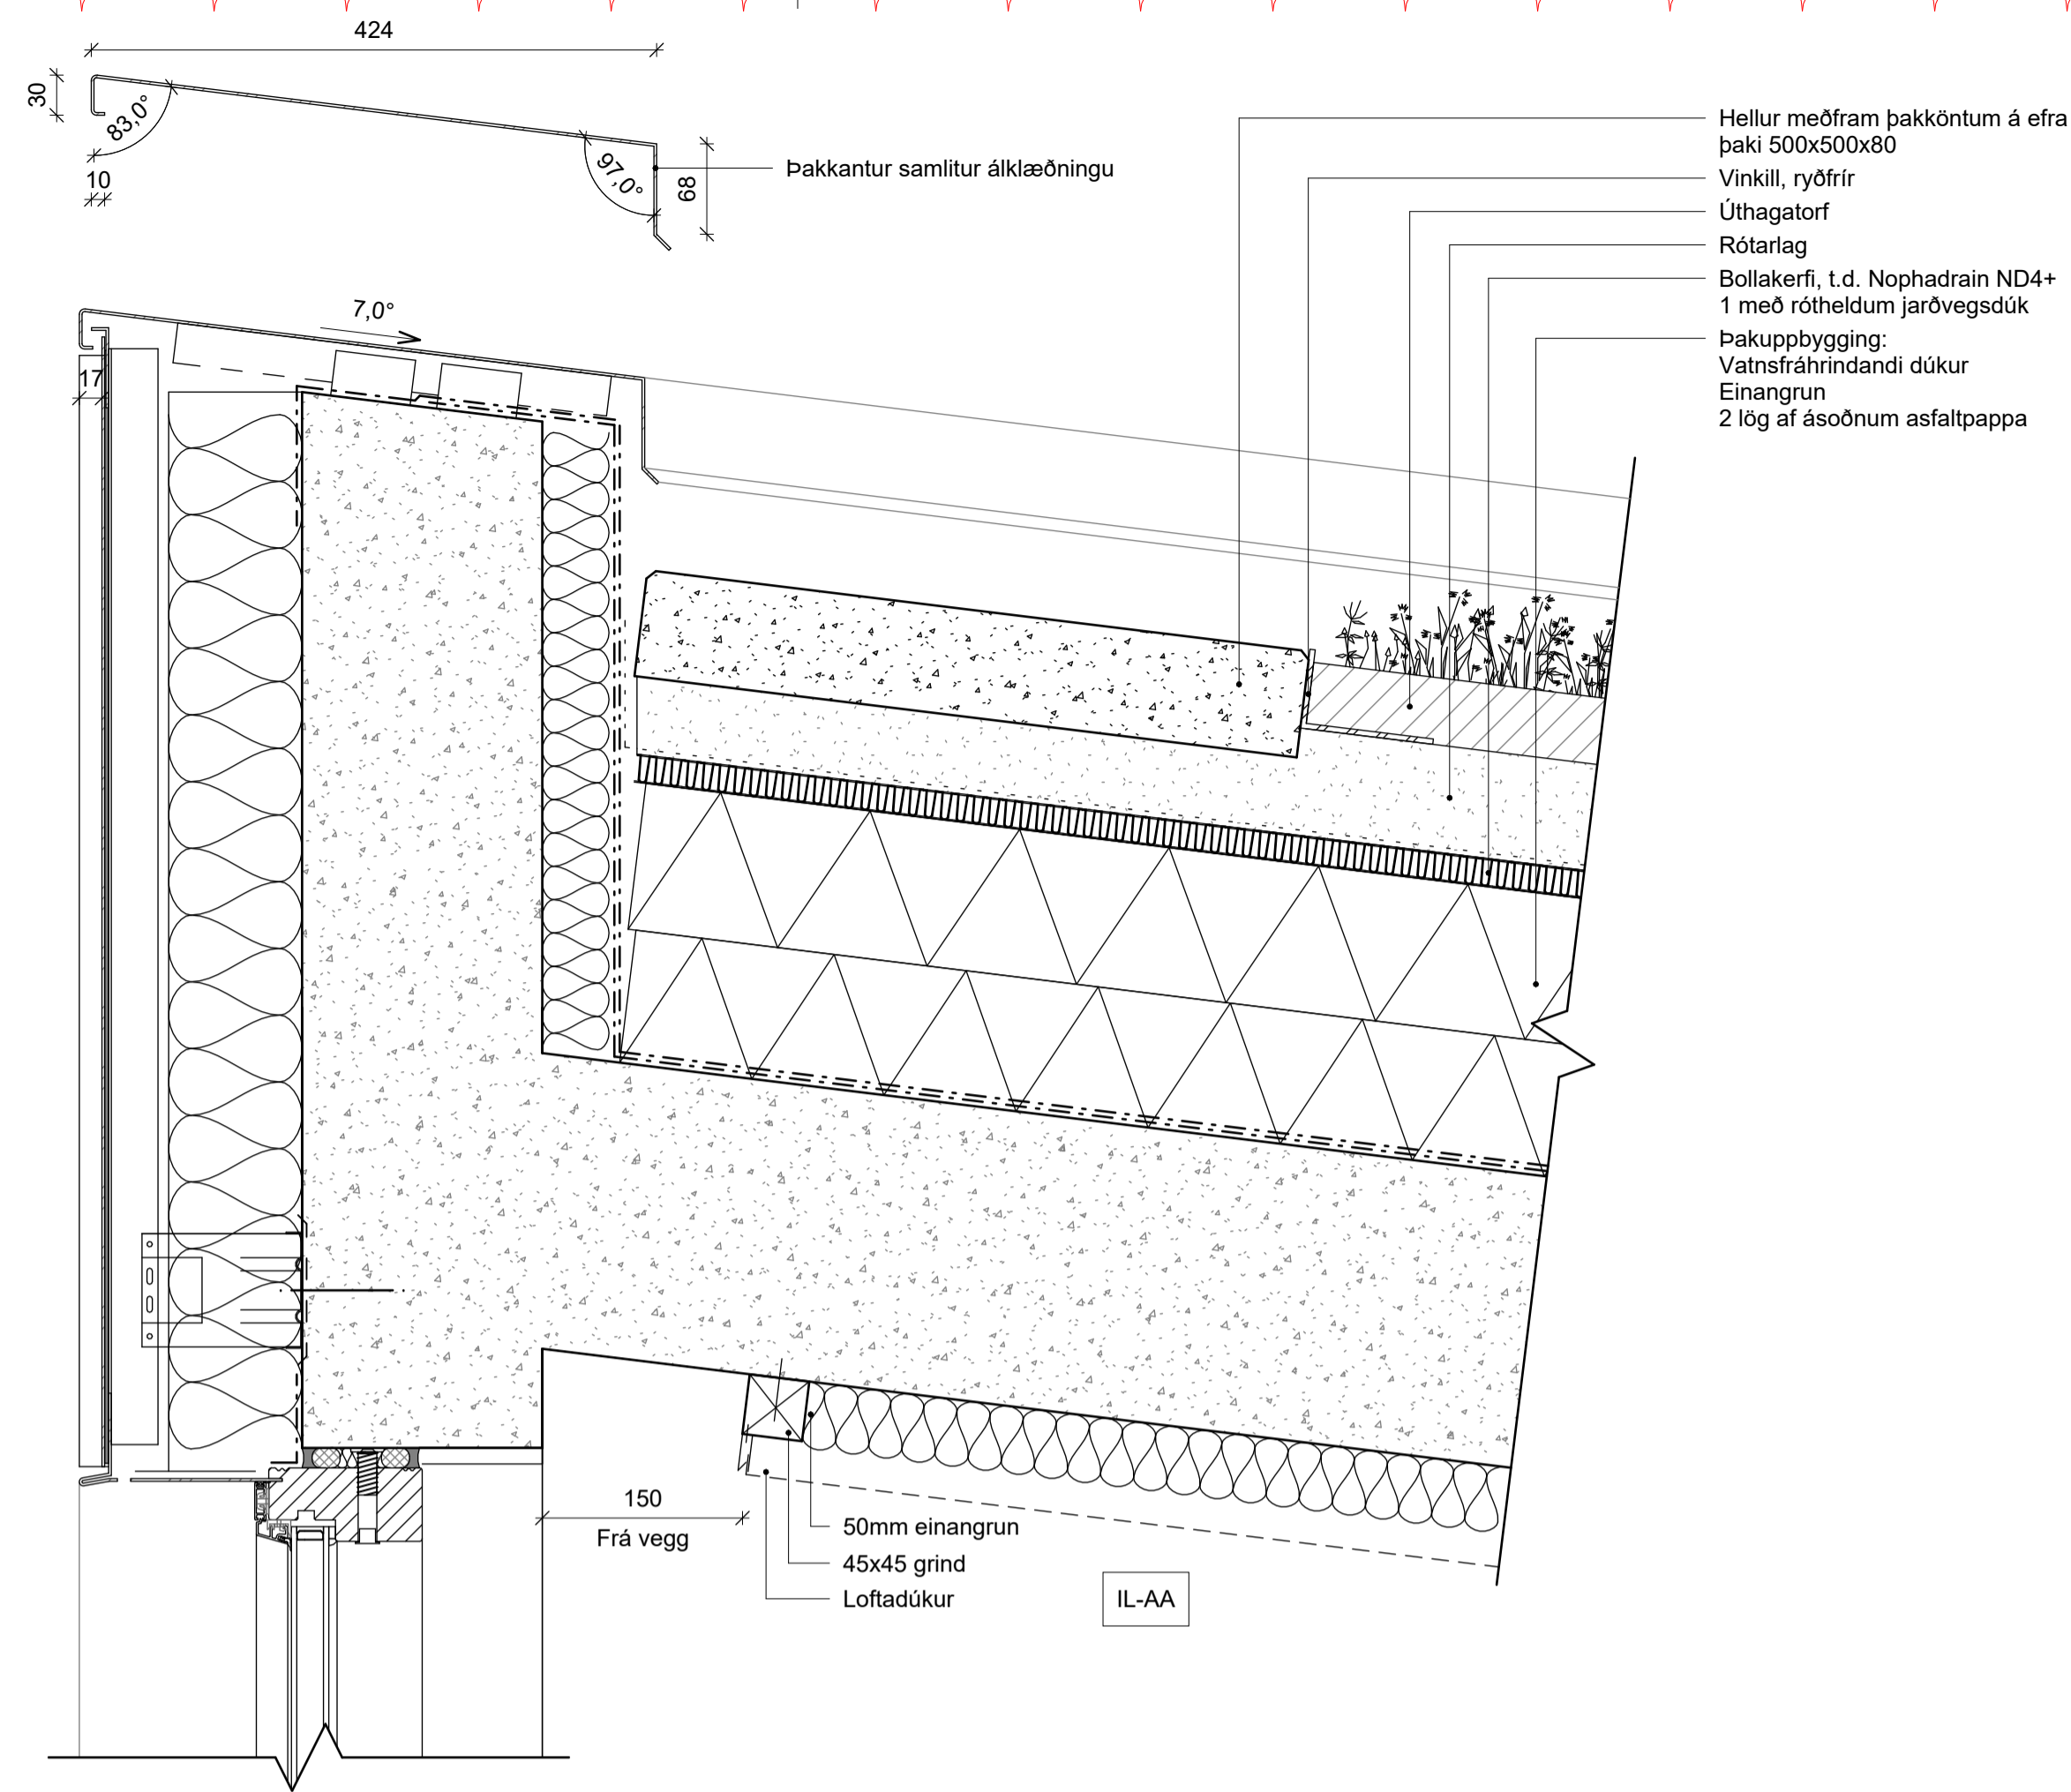 424
30
83,0°
10
97,0°
68
Þakkantur samlitur álklæðningu
Hellur meðfram þakköntum á efra
þaki 500x500x80
Vinkill, ryðfrír
Úthagatorf
Rótarlag
Bollakerfi, t.d. Nophadrain ND4+
1 með rótheldum jarðvegsdúk
Þakuppbygging:
Vatnsfráhrindandi dúkur
Einangrun
2 lög af ásoðnum asfaltpappa
7,0°
17
150
Frá vegg
50mm einangrun
45x45 grind
Loftadúkur
IL-AA